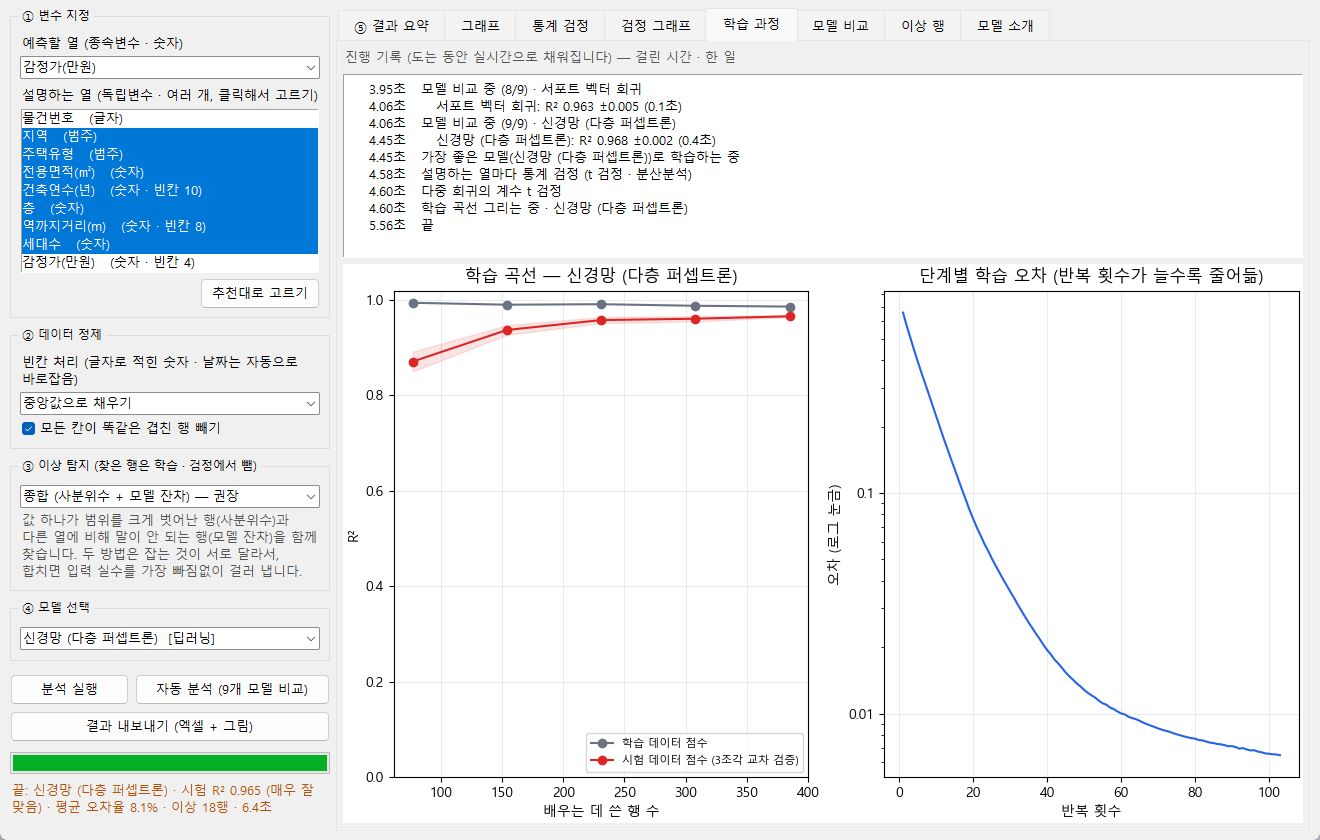 ① 변수 지정
예측할 열 (종속변수 · 숫자)
감정가(만원)
설명하는 열 (독립변수 · 여러 개, 클릭해서 고르기)
물건번호 (글자)
지역 (범주)
주택유형 (범주)
전용면적(㎡) (숫자)
건축연수(년) (숫자 · 빈칸 10)
층 (숫자)
역까지거리(m) (숫자 · 빈칸 8)
세대수 (숫자)
감정가(만원) (숫자 · 빈칸 4)
추천대로 고르기
② 데이터 정제
빈칸 처리 (글자로 적힌 숫자 · 날짜는 자동으로
바로잡음)
중앙값으로 채우기
모든 칸이 똑같은 겹친 행 빼기
③ 이상 탐지 (찾은 행은 학습 · 검정에서 뺌)
종합 (사분위수 + 모델 잔차) — 권장
값 하나가 범위를 크게 벗어난 행(사분위수)과
다른 열에 비해 말이 안 되는 행(모델 잔차)을 함께
찾습니다. 두 방법은 잡는 것이 서로 달라서,
합치면 입력 실수를 가장 빠짐없이 걸러 냅니다.
④ 모델 선택
신경망 (다층 퍼셉트론) [딥러닝]
분석 실행
자동 분석 (9개 모델 비교)
결과 내보내기 (엑셀 + 그림)
끝: 신경망 (다층 퍼셉트론) · 시험 R² 0.965 (매우 잘
맞음) · 평균 오차율 8.1% · 이상 18행 · 6.4초
⑤ 결과 요약
그래프
통계 검정
검정 그래프
학습 과정
모델 비교
이상 행
모델 소개
진행 기록 (도는 동안 실시간으로 채워집니다) — 걸린 시간 · 한 일
3.95초 모델 비교 중 (8/9) · 서포트 벡터 회귀
4.06초 서포트 벡터 회귀: R² 0.963 ±0.005 (0.1초)
4.06초 모델 비교 중 (9/9) · 신경망 (다층 퍼셉트론)
4.45초 신경망 (다층 퍼셉트론): R² 0.968 ±0.002 (0.4초)
4.45초 가장 좋은 모델(신경망 (다층 퍼셉트론))로 학습하는 중
4.58초 설명하는 열마다 통계 검정 (t 검정 · 분산분석)
4.60초 다중 회귀의 계수 t 검정
4.60초 학습 곡선 그리는 중 · 신경망 (다층 퍼셉트론)
5.56초 끝
학습 곡선 — 신경망 (다층 퍼셉트론)
1.0
0.8
0.6
0.4
0.2
0.0
R²
학습 데이터 점수
시험 데이터 점수 (3조각 교차 검증)
100 150 200 250 300 350 400
배우는 데 쓴 행 수
단계별 학습 오차 (반복 횟수가 늘수록 줄어듦)
0.1
0.01
오차 (로그 눈금)
0 20 40 60 80 100
반복 횟수